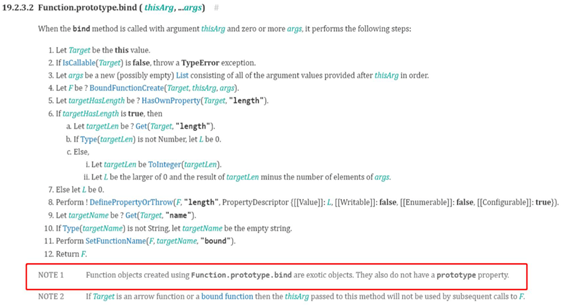 19.2.3.2 Function.prototype.bind ( thisArg, ...args) #
When the bind method is called with argument thisArg and zero or more args, it performs the following steps:
1. Let Target be the this value.
2. If IsCallable(Target) is false, throw a TypeError exception.
3. Let args be a new (possibly empty) List consisting of all of the argument values provided after thisArg in order.
4. Let F be ? BoundFunctionCreate(Target, thisArg, args).
5. Let targetHasLength be ? HasOwnProperty(Target, "length").
6. If targetHasLength is true, then
a. Let targetLen be ? Get(Target, "length").
b. If Type(targetLen) is not Number, let L be 0.
c. Else,
i. Let targetLen be ToInteger(targetLen).
ii. Let L be the larger of 0 and the result of targetLen minus the number of elements of args.
7. Else let L be 0.
8. Perform ! DefinePropertyOrThrow(F, "length", PropertyDescriptor {[[Value]]: L, [[Writable]]: false, [[Enumerable]]: false, [[Configurable]]: true}).
9. Let targetName be ? Get(Target, "name").
10. If Type(targetName) is not String, let targetName be the empty string.
11. Perform SetFunctionName(F, targetName, "bound").
12. Return F.
NOTE 1 Function objects created using Function.prototype.bind are exotic objects. They also do not have a prototype property.
NOTE 2 If Target is an arrow function or a bound function then the thisArg passed to this method will not be used by subsequent calls to F.